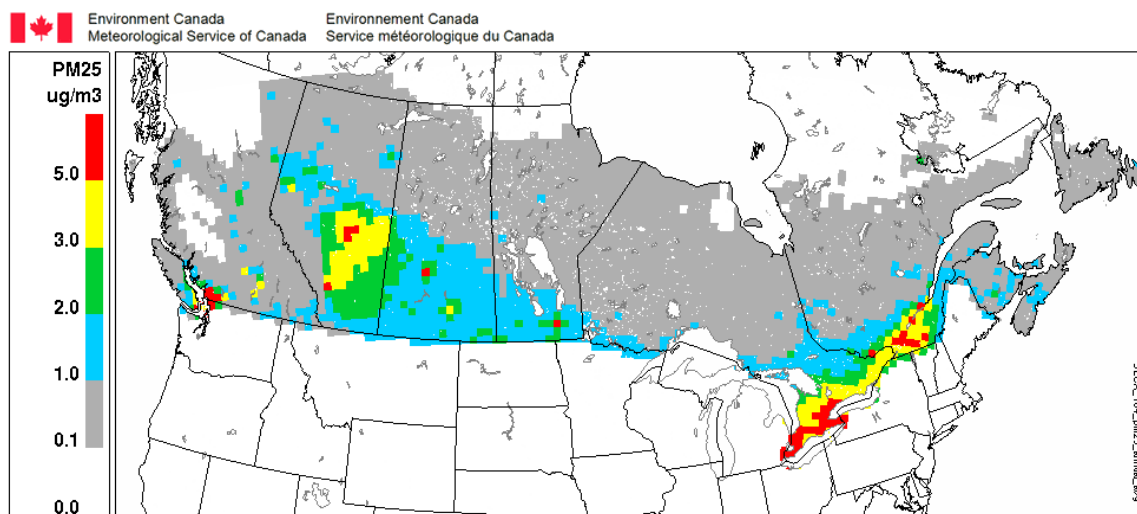 Environment Canada
Meteorological Service of Canada
Environnement Canada
Service météorologique du Canada
PM25
ug/m3
5.0
3.0
2.0
1.0
0.1
0.0